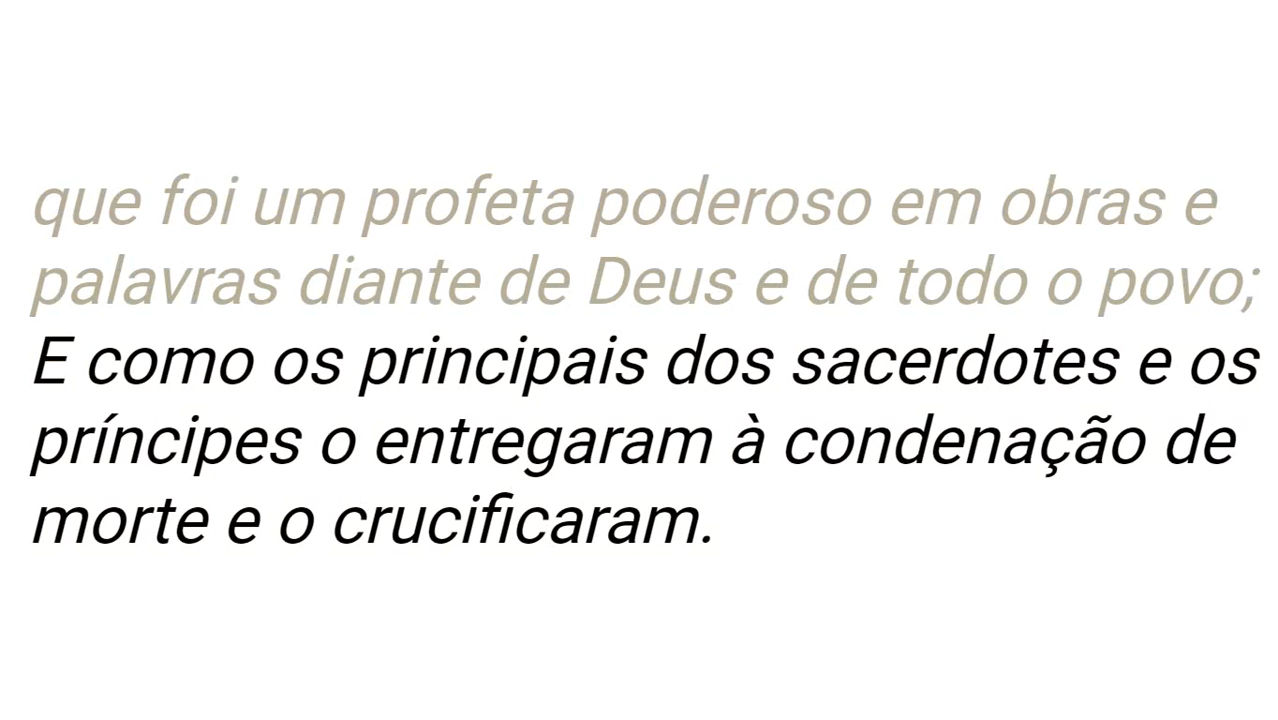 que foi um profeta poderoso em obras e
palavras diante de Deus e de todo o povo;
E como os principais dos sacerdotes e os
príncipes o entregaram à condenação de
morte e o crucificaram.